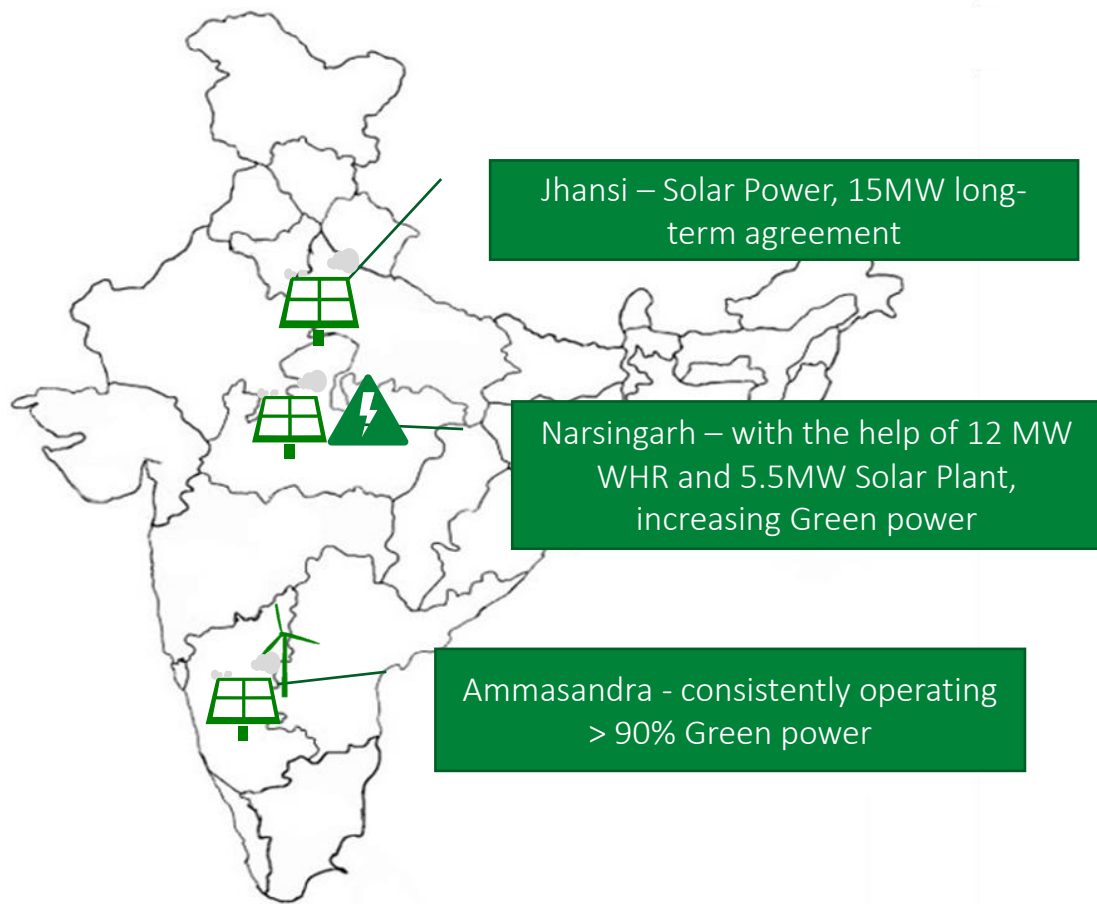 Jhansi – Solar Power, 15MW long-
term agreement
Narsingarh – with the help of 12 MW
WHR and 5.5MW Solar Plant,
increasing Green power
Ammasandra - consistently operating
> 90% Green power